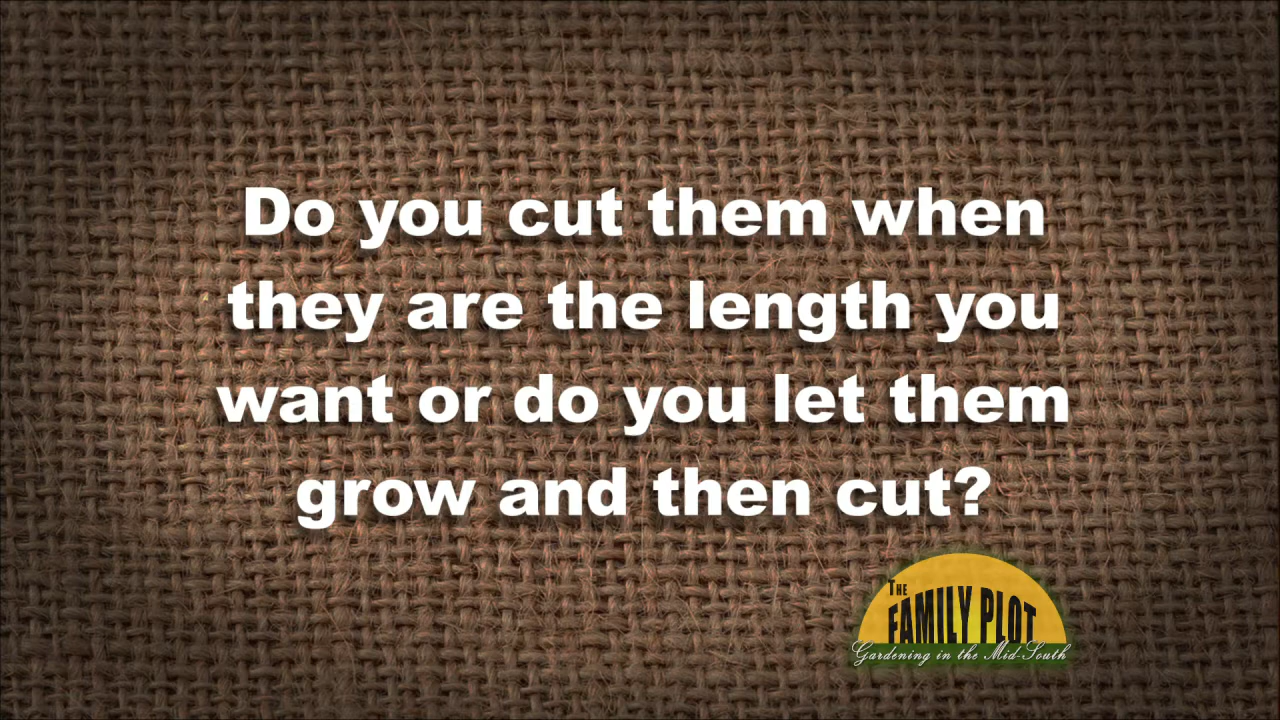 Do you cut them when
they are the length you
want or do you let them
grow and then cut?
THE
FAMILY PLOT
Gardening in the Mid-South